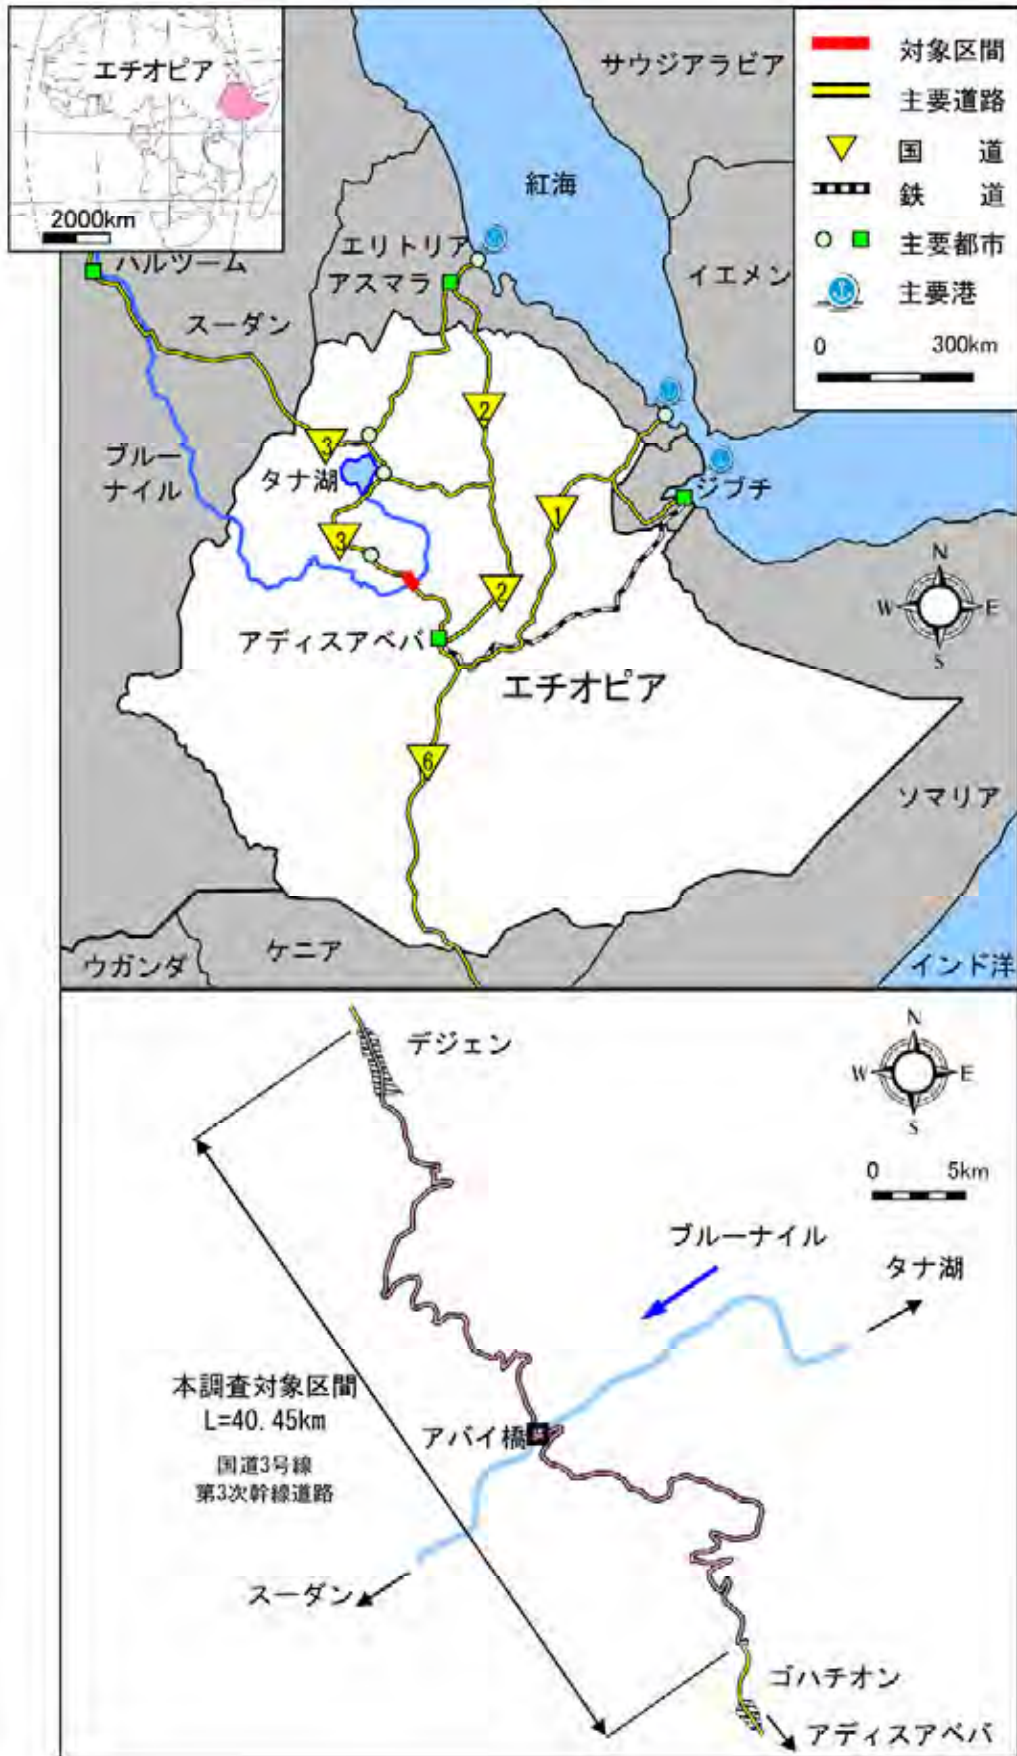 エチオピア
2000km
サウジアラビア
対象区間
主要道路
国 道
鉄 道
主要都市
主要港
0 300km
紅海
エリトリア
アスマラ
イエメン
ハルツーム
スーダン
2
3
タナ湖
ブルー
ナイル
1
ジブチ
3
2
N
W E
S
アディスアベバ
エチオピア
6
ソマリア
ウガンダ
ケニア
インド洋
デジェン
N
W E
S
0 5km
ブルーナイル
タナ湖
本調査対象区間
L=40.45km
国道3号線
第3次幹線道路
アバイ橋
スーダン
ゴハチオン
アディスアベバ